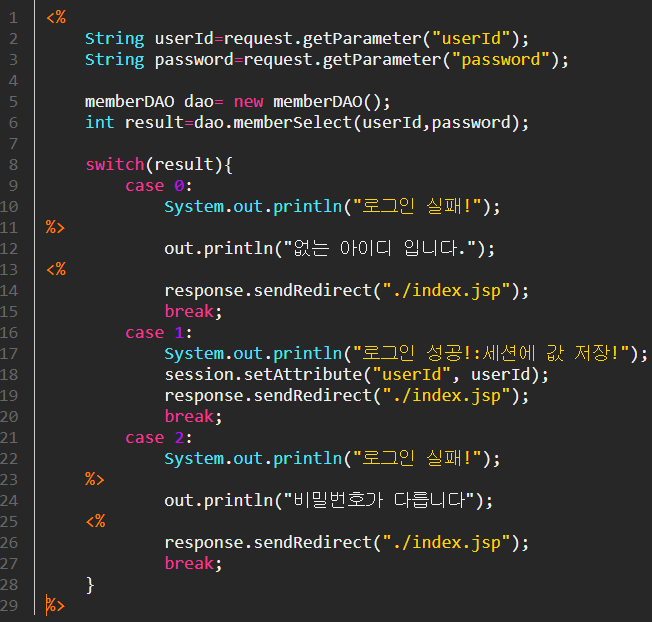 1 <%
2 String userId=request.getParameter("userId");
3 String password=request.getParameter("password");
4
5 memberDAO dao= new memberDAO();
6 int result=dao.memberSelect(userId,password);
7
8 switch(result){
9 case 0:
10 System.out.println("로그인 실패!");
11 %>
12 out.println("없는 아이디 입니다.");
13 <%
14 response.sendRedirect("./index.jsp");
15 break;
16 case 1:
17 System.out.println("로그인 성공!:세션에 값 저장!");
18 session.setAttribute("userId", userId);
19 response.sendRedirect("./index.jsp");
20 break;
21 case 2:
22 System.out.println("로그인 실패!");
23 %>
24 out.println("비밀번호가 다릅니다");
25 <%
26 response.sendRedirect("./index.jsp");
27 break;
28 }
29 %>